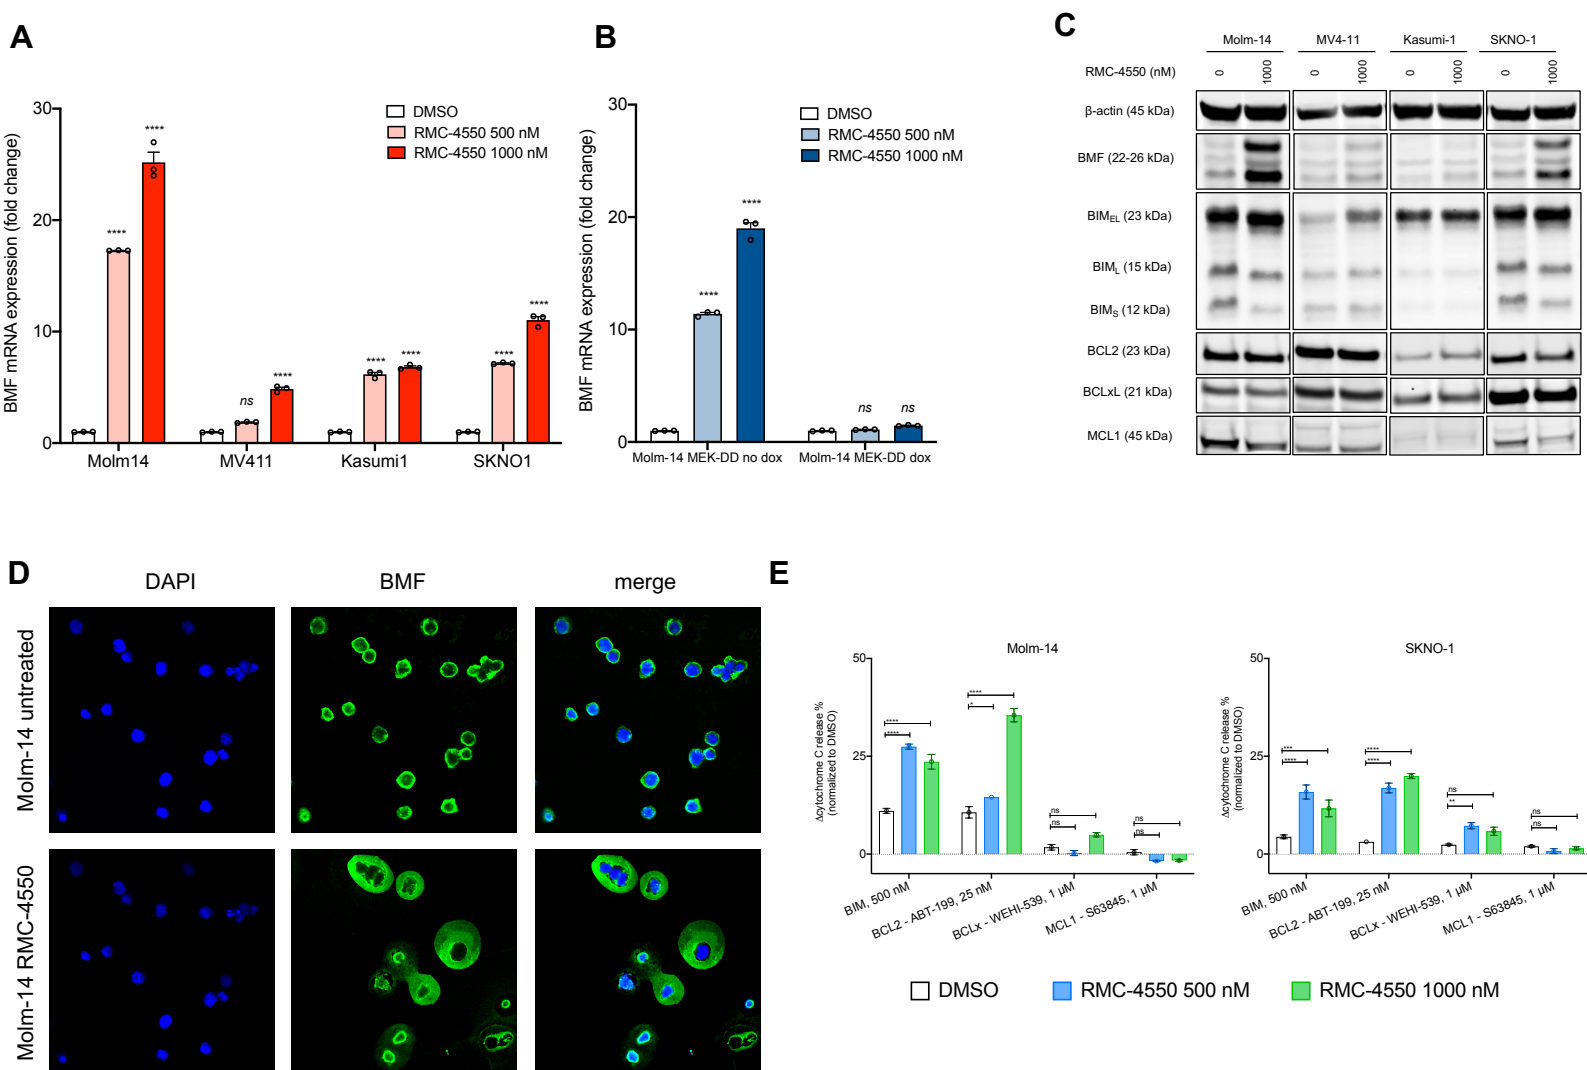 A
BMF mRNA expression (fold change)
30
20
10
0
DMSO
RMC-4550 500 nM
RMC-4550 1000 nM
****
****
ns
****
****
****
****
****
Molm14
MV411
Kasumi1
SKNO1
B
BMF mRNA expression (fold change)
30
20
10
0
DMSO
RMC-4550 500 nM
RMC-4550 1000 nM
****
****
ns
ns
Molm-14 MEK-DD no dox
Molm-14 MEK-DD dox
C
Molm-14
MV4-11
Kasumi-1
SKNO-1
RMC-4550 (nM)
0
1000
0
1000
0
1000
0
1000
β-actin (45 kDa)
BMF (22-26 kDa)
BIMEL (23 kDa)
BIML (15 kDa)
BIMS (12 kDa)
BCL2 (23 kDa)
BCLxL (21 kDa)
MCL1 (45 kDa)
D
DAPI
BMF
merge
Molm-14 untreated
Molm-14 RMC-4550
E
Molm-14
Δcytochrome C release %
(normalized to DMSO)
50
25
0
****
****
****
*
ns
ns
ns
ns
BIM, 500 nM
BCL2 - ABT-199, 25 nM
BCLx - WEHI-539, 1 μM
MCL1 - S63845, 1 μM
SKNO-1
Δcytochrome C release %
(normalized to DMSO)
50
25
0
***
****
****
****
ns
**
ns
ns
BIM, 500 nM
BCL2 - ABT-199, 25 nM
BCLx - WEHI-539, 1 μM
MCL1 - S63845, 1 μM
DMSO
RMC-4550 500 nM
RMC-4550 1000 nM